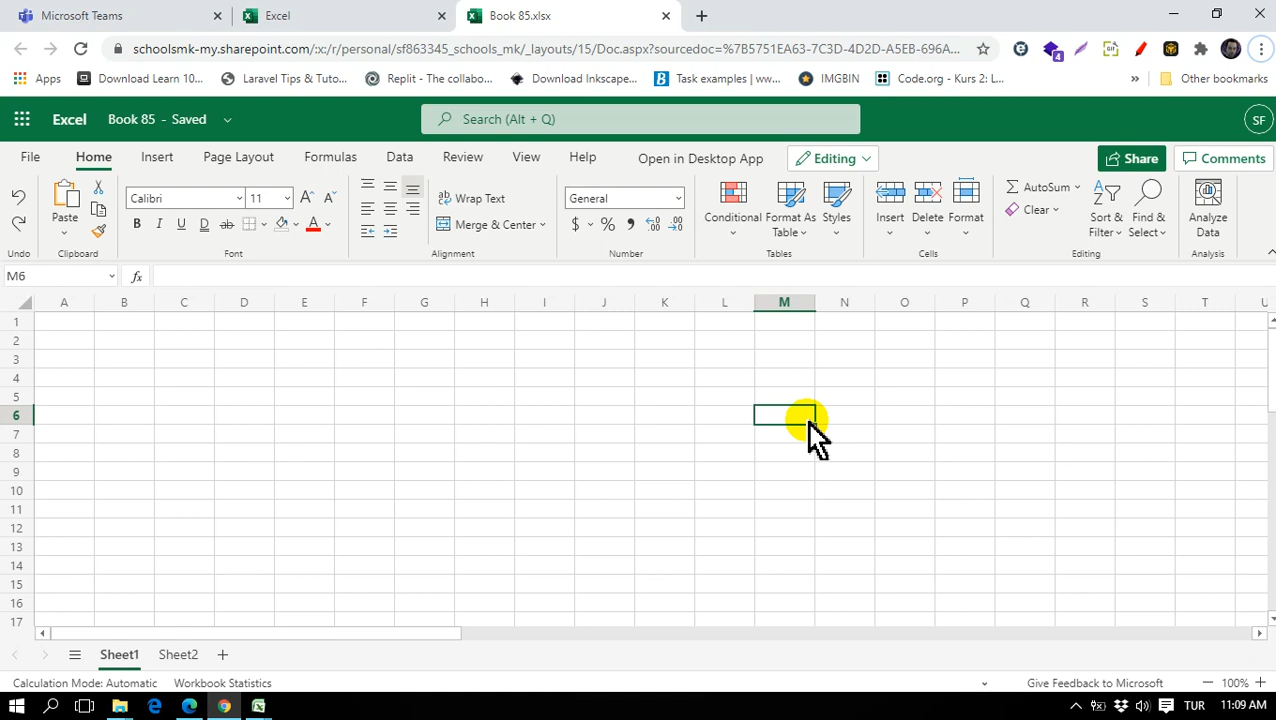 Microsoft Teams Excel Book 85.xlsx
schoolsmk-my.sharepoint.com/:x:/r/personal/sf863345_schools_mk/_layouts/15/Doc.aspx?sourcedoc=%7B5751EA63-7C3D-4D2D-A5EB-696A...
Apps Download Learn 10... Laravel Tips & Tuto... Replit - The collabo... Download Inkscape... Task examples | ww... IMGBIN Code.org - Kurs 2: L... » Other bookmarks
Excel Book 85 - Saved Search (Alt + Q) SF
File Home Insert Page Layout Formulas Data Review View Help Open in Desktop App Editing Share Comments
Calibri 11 Wrap Text General AutoSum
Paste Merge & Center Conditional Format As Table Styles Insert Delete Format Clear Sort & Filter Find & Select Analyze Data
Undo Clipboard Font Alignment Number Tables Cells Editing Analysis
M6 fx
A B C D E F G H I J K L M N O P Q R S T U
1
2
3
4
5
6
7
8
9
10
11
12
13
14
15
16
17
Sheet1 Sheet2
Calculation Mode: Automatic Workbook Statistics Give Feedback to Microsoft 100%
TUR 11:09 AM